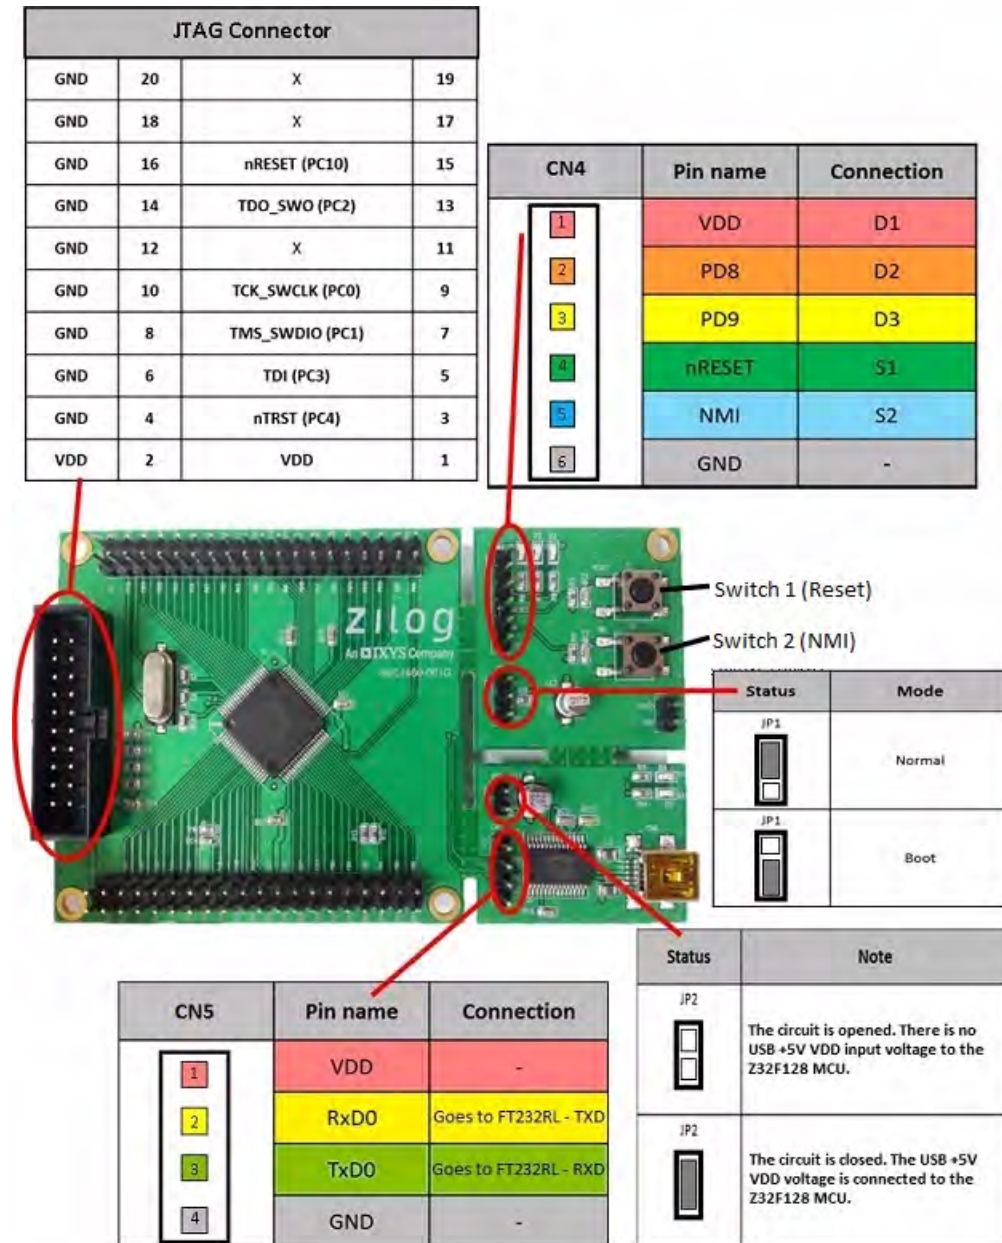 JTAG Connector
GND 20 X 19
GND 18 X 17
GND 16 nRESET (PC10) 15
GND 14 TDO_SWO (PC2) 13
GND 12 X 11
GND 10 TCK_SWCLK (PC0) 9
GND 8 TMS_SWDIO (PC1) 7
GND 6 TDI (PC3) 5
GND 4 nTRST (PC4) 3
VDD 2 VDD 1
CN4 Pin name Connection
1 VDD D1
2 PD8 D2
3 PD9 D3
4 nRESET S1
5 NMI S2
6 GND -
zilog
An IXYS Company
Switch 1 (Reset)
Switch 2 (NMI)
Status Mode
JP1
Normal
JP1
Boot
CN5 Pin name Connection
1 VDD -
2 RxD0 Goes to FT232RL - TXD
3 TxD0 Goes to FT232RL - RXD
4 GND -
Status Note
JP2
The circuit is opened. There is no
USB +5V VDD input voltage to the
Z32F128 MCU.
JP2
The circuit is closed. The USB +5V
VDD voltage is connected to the
Z32F128 MCU.